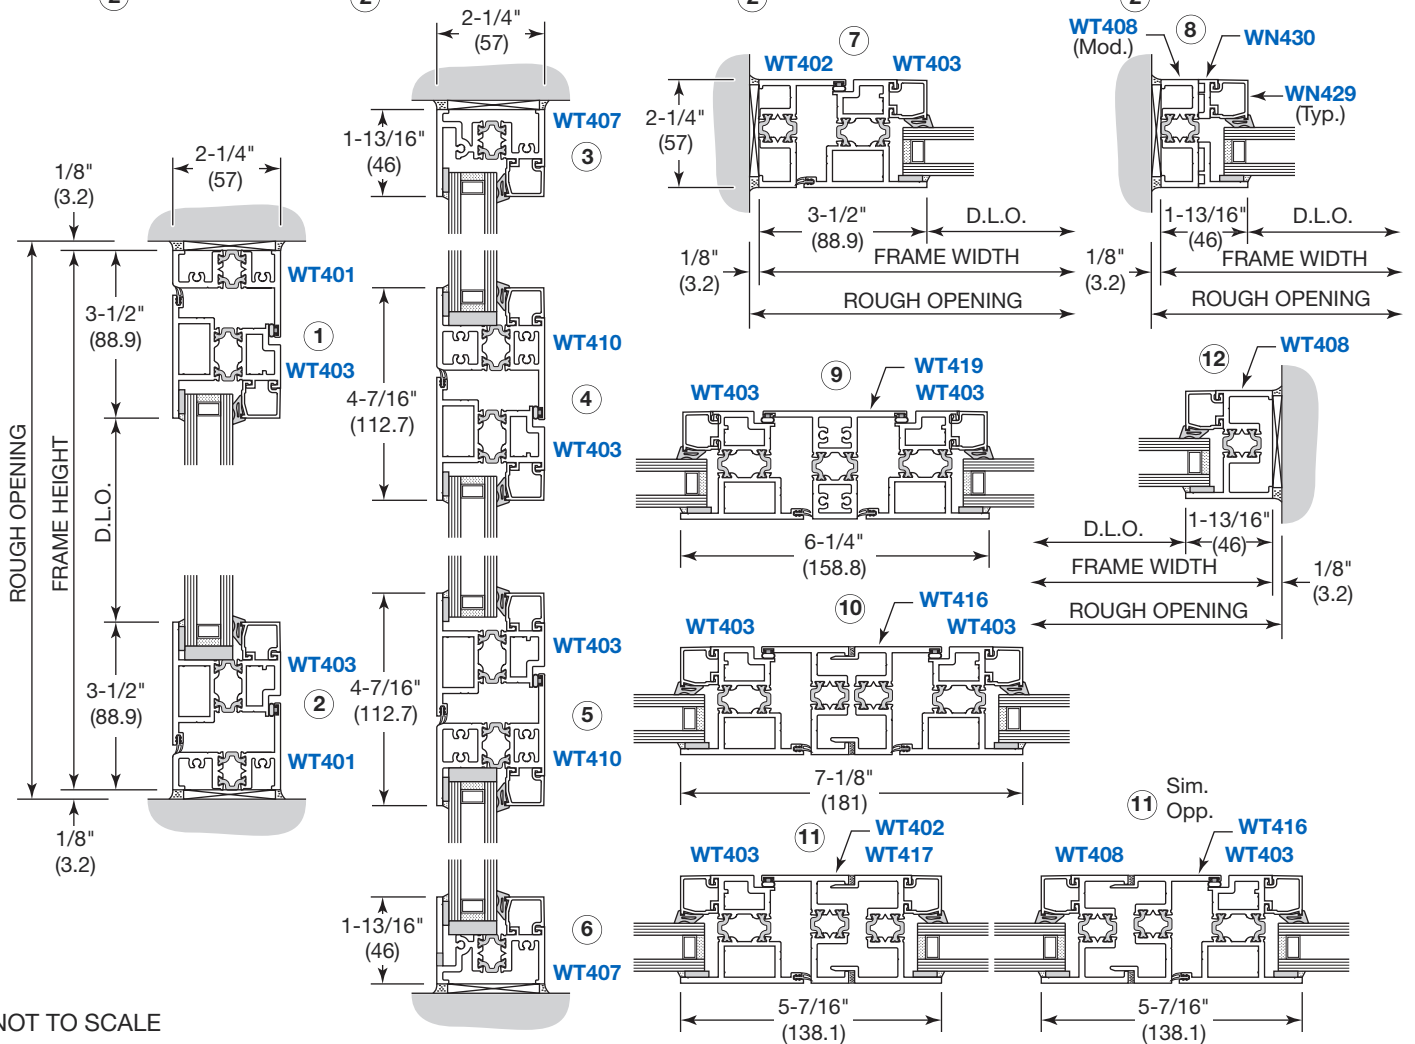 2
2
2
2
2-1/4"
(57)
1/8"
(3.2)
WT401
3-1/2"
(88.9)
1
WT403
ROUGH OPENING
FRAME HEIGHT
D.L.O.
WT403
3-1/2"
(88.9)
2
WT401
1/8"
(3.2)
NOT TO SCALE
2-1/4"
(57)
WT407
1-13/16"
(46)
3
WT410
4-7/16"
(112.7)
4
WT403
WT403
4-7/16"
(112.7)
5
WT410
1-13/16"
(46)
6
WT407
7
WT402
WT403
2-1/4"
(57)
3-1/2"
(88.9)
D.L.O.
1/8"
(3.2)
FRAME WIDTH
ROUGH OPENING
WT408
(Mod.)
8
WN430
WN429
(Typ.)
1-13/16"
(46)
D.L.O.
1/8"
(3.2)
FRAME WIDTH
ROUGH OPENING
9
WT419
WT403
WT403
6-1/4"
(158.8)
12
WT408
D.L.O.
1-13/16"
(46)
FRAME WIDTH
1/8"
(3.2)
ROUGH OPENING
10
WT416
WT403
WT403
7-1/8"
(181)
11
WT402
WT403
WT417
5-7/16"
(138.1)
11
Sim.
Opp.
WT416
WT408
WT403
5-7/16"
(138.1)